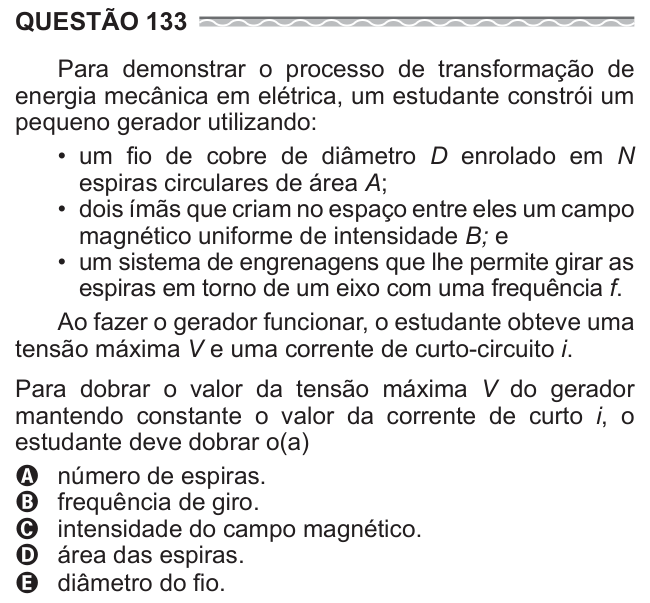 QUESTÃO 133
Para demonstrar o processo de transformação de
energia mecânica em elétrica, um estudante constrói um
pequeno gerador utilizando:
• um fio de cobre de diâmetro D enrolado em N
espiras circulares de área A;
• dois ímãs que criam no espaço entre eles um campo
magnético uniforme de intensidade B; e
• um sistema de engrenagens que lhe permite girar as
espiras em torno de um eixo com uma frequência f.
Ao fazer o gerador funcionar, o estudante obteve uma
tensão máxima V e uma corrente de curto-circuito i.
Para dobrar o valor da tensão máxima V do gerador
mantendo constante o valor da corrente de curto i, o
estudante deve dobrar o(a)
A número de espiras.
B frequência de giro.
C intensidade do campo magnético.
D área das espiras.
E diâmetro do fio.